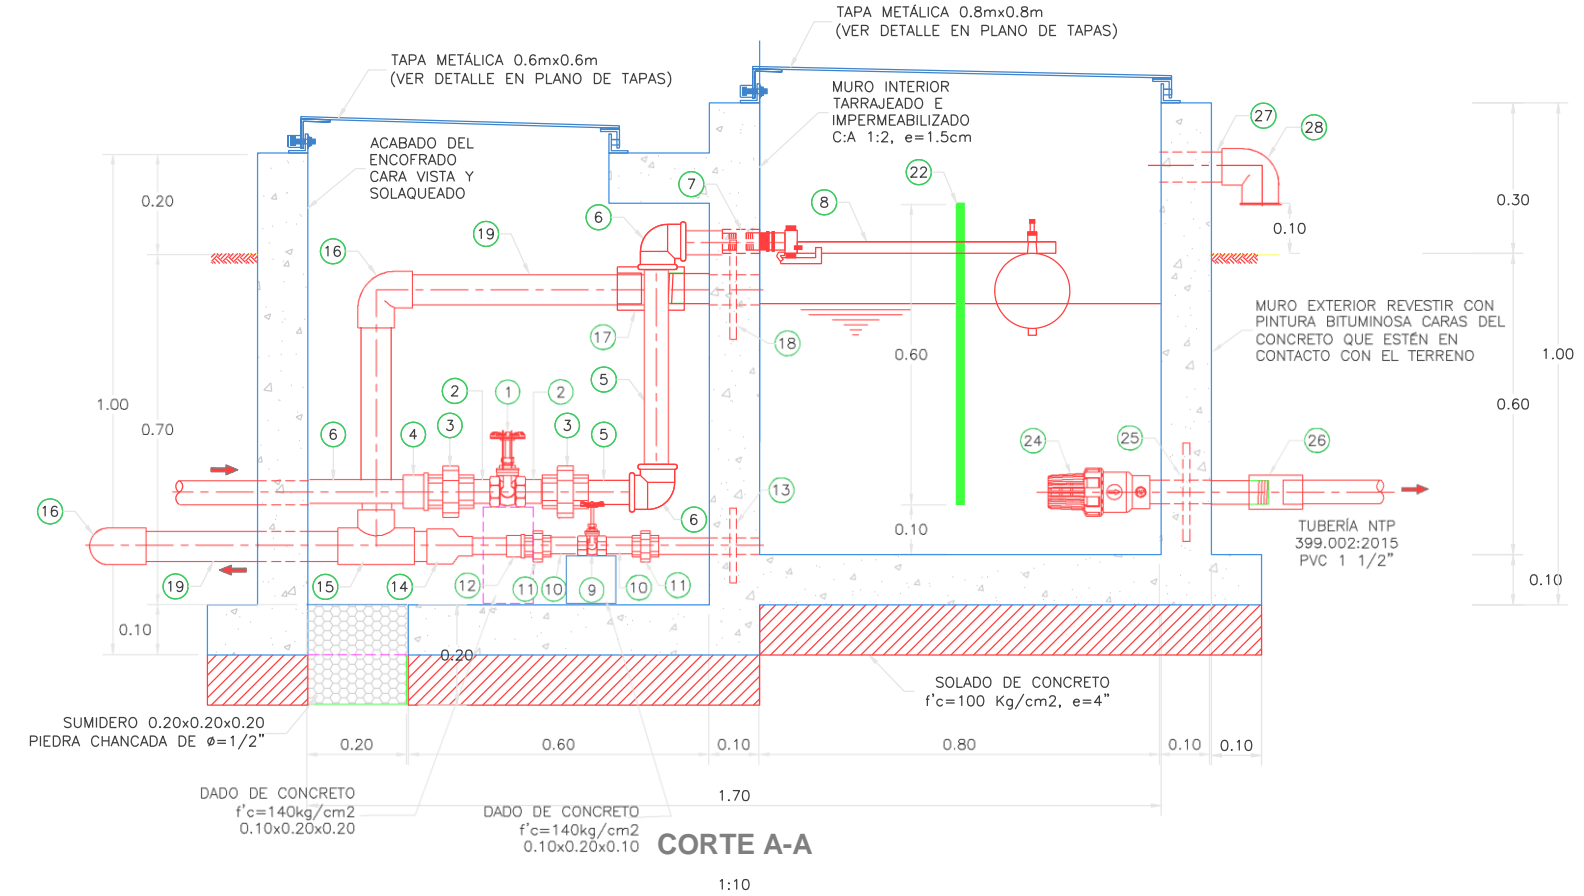 TAPA METÁLICA 0.8mx0.8m
(VER DETALLE EN PLANO DE TAPAS)
TAPA METÁLICA 0.6mx0.6m
(VER DETALLE EN PLANO DE TAPAS)
MURO INTERIOR
TARRAJEADO E
IMPERMEABILIZADO
C:A 1:2, e=1.5cm
ACABADO DEL
ENCOFRADO
CARA VISTA Y
SOLAQUEADO
27
28
22
7
8
6
19
16
0.20
0.30
0.10
MURO EXTERIOR REVESTIR CON
PINTURA BITUMINOSA CARAS DEL
CONCRETO QUE ESTÉN EN
CONTACTO CON EL TERRENO
17
18
0.60
1.00
5
2
1
2
1.00
0.70
0.60
6
4
3
3
5
24
25
26
13
16
6
0.10
TUBERÍA NTP
399.002:2015
PVC 1 1/2"
19
15
14
12
11
10
9
10
11
0.10
0.10
0.20
SOLADO DE CONCRETO
f'c=100 Kg/cm2, e=4"
SUMIDERO 0.20x0.20x0.20
PIEDRA CHANCADA DE ø=1/2"
0.20
0.60
0.10
0.80
0.10
0.10
1.70
DADO DE CONCRETO
f'c=140kg/cm2
0.10x0.20x0.20
DADO DE CONCRETO
f'c=140kg/cm2
0.10x0.20x0.10
CORTE A-A
1:10